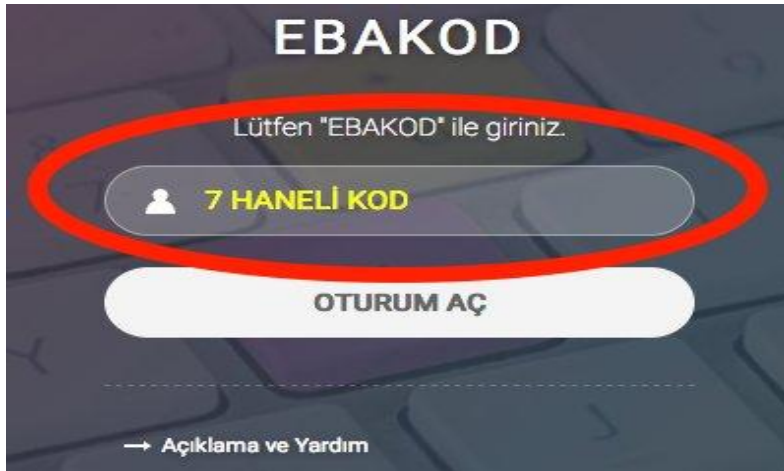 EBAKOD
Lütfen "EBAKOD" ile giriniz.
7 HANELİ KOD
OTURUM AÇ
→ Açıklama ve Yardım